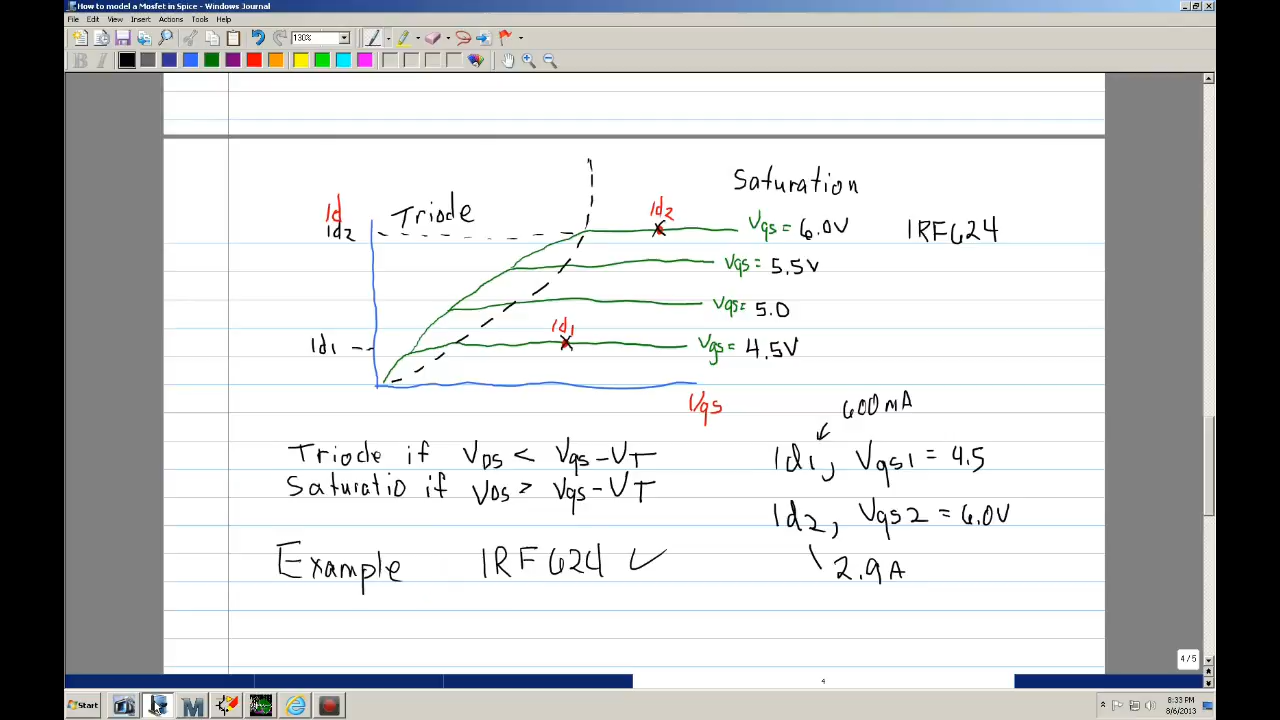 How to model a Mosfet in Spice - Windows Journal
File Edit View Insert Actions Tools Help
130%
B I
Saturation
Id
Triode
Id2
Id2
Vgs = 6.0V
IRF624
Vgs = 5.5V
Vgs = 5.0
Id1
Id1
Vgs = 4.5V
Vgs
600mA
Triode if VDS < Vgs - VT
Id1, Vgs1 = 4.5
Saturatio if VDS > Vgs - VT
Id2, Vgs2 = 6.0V
Example IRF624 ✓
2.9A
4/5
4
Start
8:33 PM
8/6/2013